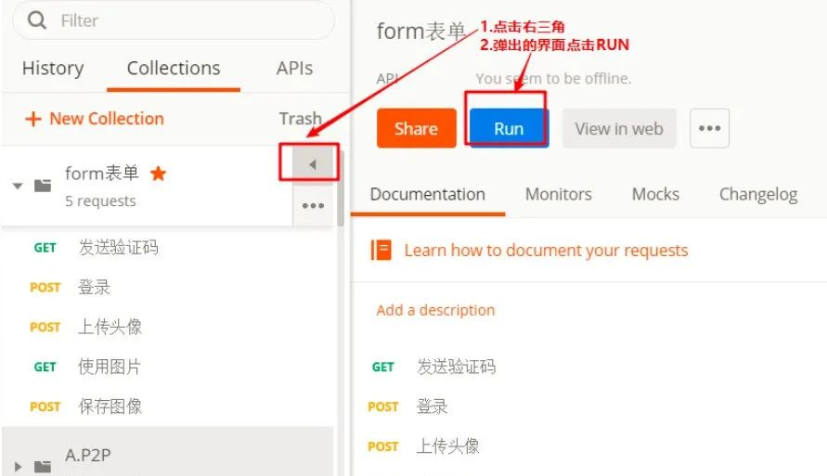 Filter
History
Collections
APIs
+ New Collection
Trash
form表单
5 requests
GET 发送验证码
POST 登录
POST 上传头像
GET 使用图片
POST 保存图像
A.P2P
form表单
1.点击右三角
2.弹出的界面点击RUN
API
You seem to be offline.
Share
Run
View in web
Documentation
Monitors
Mocks
Changelog
Learn how to document your requests
Add a description
GET 发送验证码
POST 登录
POST 上传头像